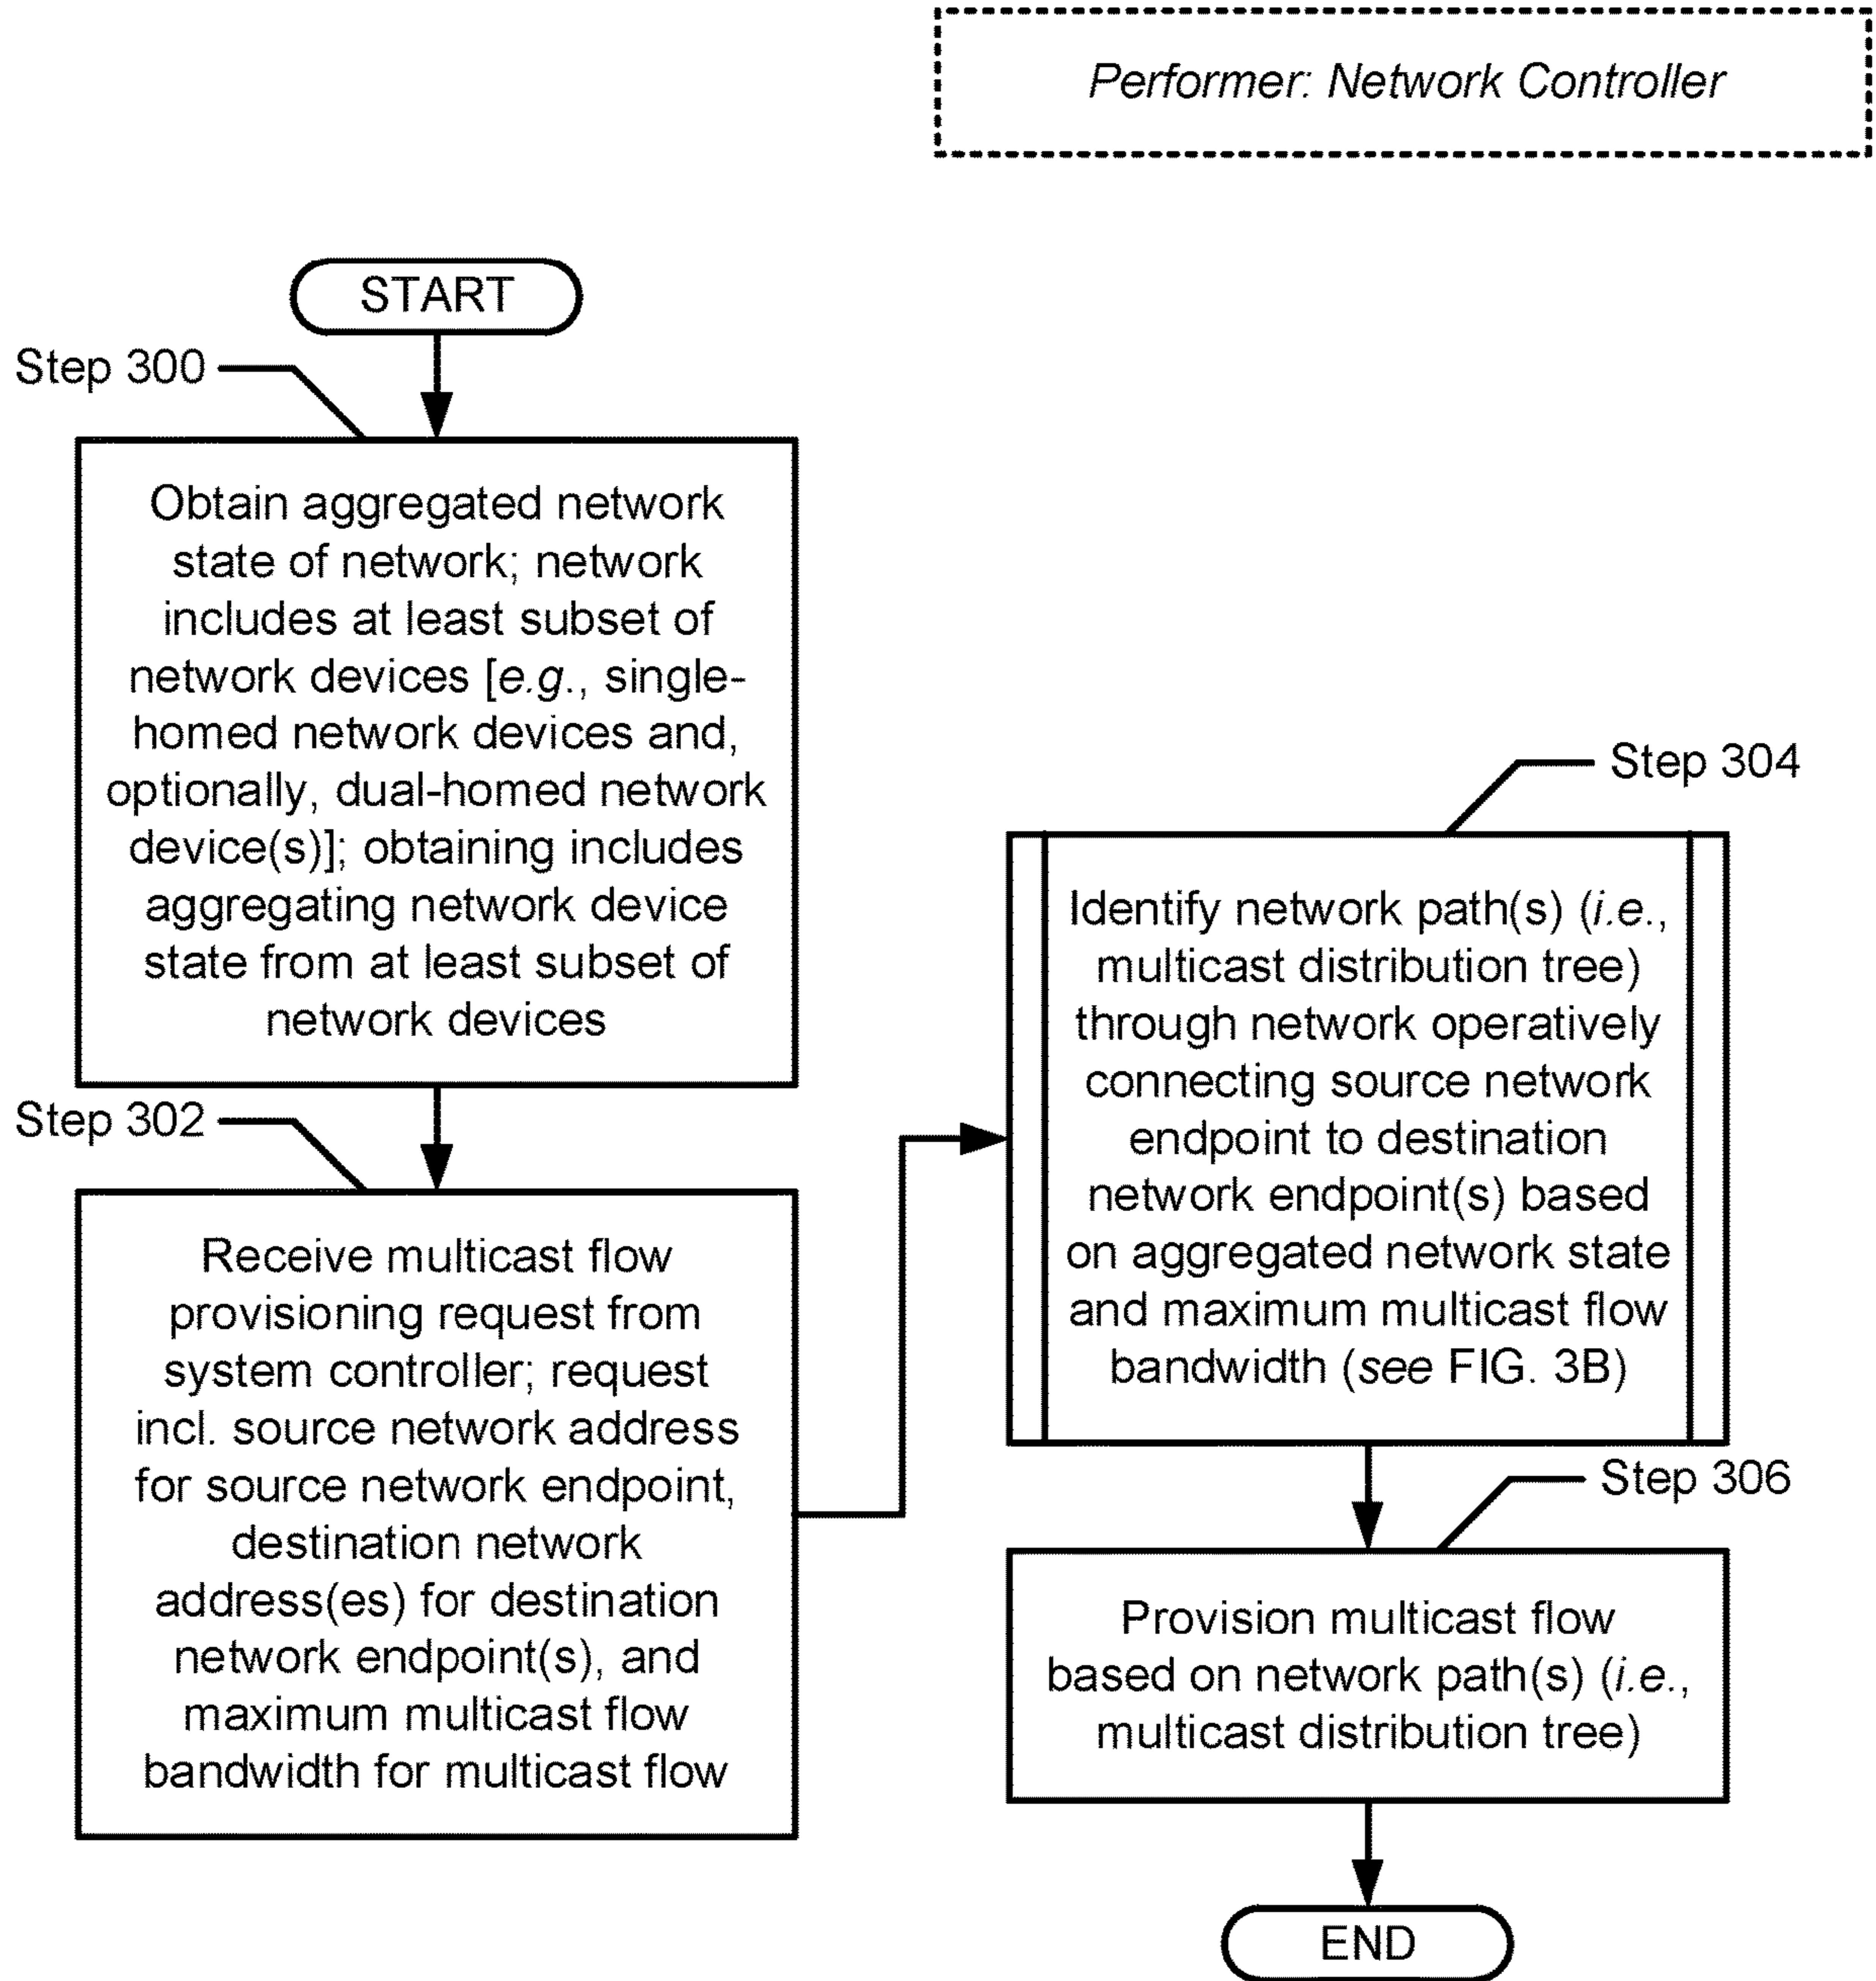 Performer: Network Controller
START
Step 300
Obtain aggregated network
state of network; network
includes at least subset of
network devices [e.g., single-
homed network devices and,
optionally, dual-homed network
device(s)]; obtaining includes
aggregating network device
state from at least subset of
network devices
Step 302
Receive multicast flow
provisioning request from
system controller; request
incl. source network address
for source network endpoint,
destination network
address(es) for destination
network endpoint(s), and
maximum multicast flow
bandwidth for multicast flow
Step 304
Identify network path(s) (i.e.,
multicast distribution tree)
through network operatively
connecting source network
endpoint to destination
network endpoint(s) based
on aggregated network state
and maximum multicast flow
bandwidth (see FIG. 3B)
Step 306
Provision multicast flow
based on network path(s) (i.e.,
multicast distribution tree)
END